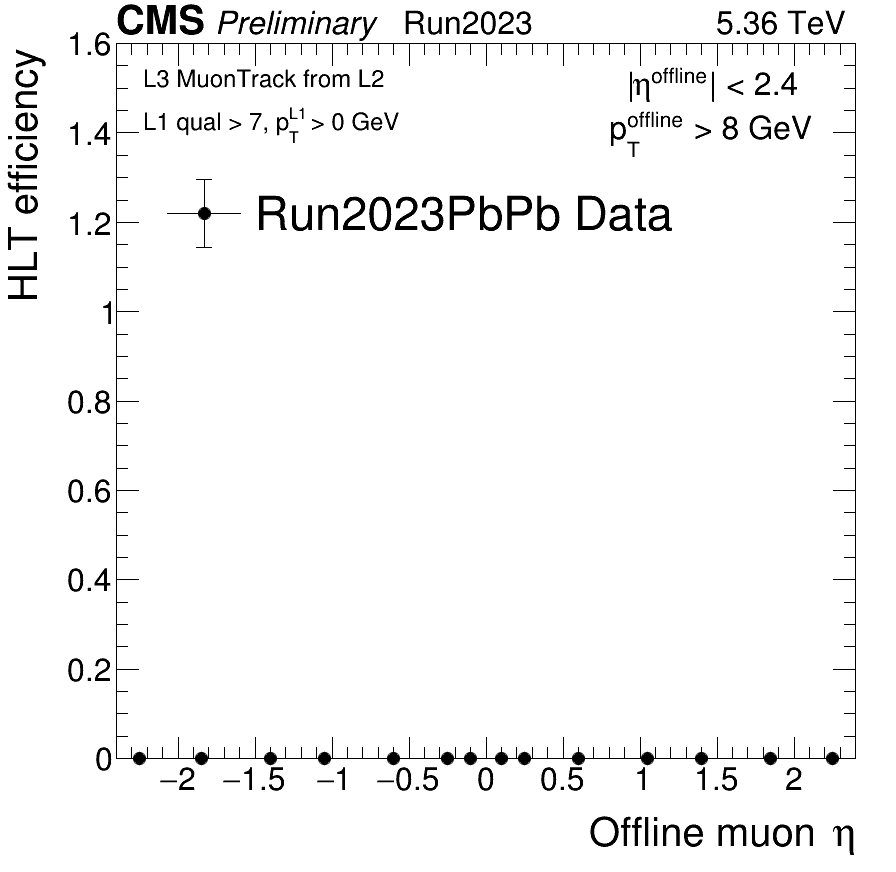 CMS Preliminary Run2023 5.36 TeV
HLT efficiency
L3 MuonTrack from L2
|η^offline| < 2.4
L1 qual > 7, p_T^L1 > 0 GeV
p_T^offline > 8 GeV
Run2023PbPb Data
1.6
1.4
1.2
1
0.8
0.6
0.4
0.2
0
−2 −1.5 −1 −0.5 0 0.5 1 1.5 2
Offline muon η